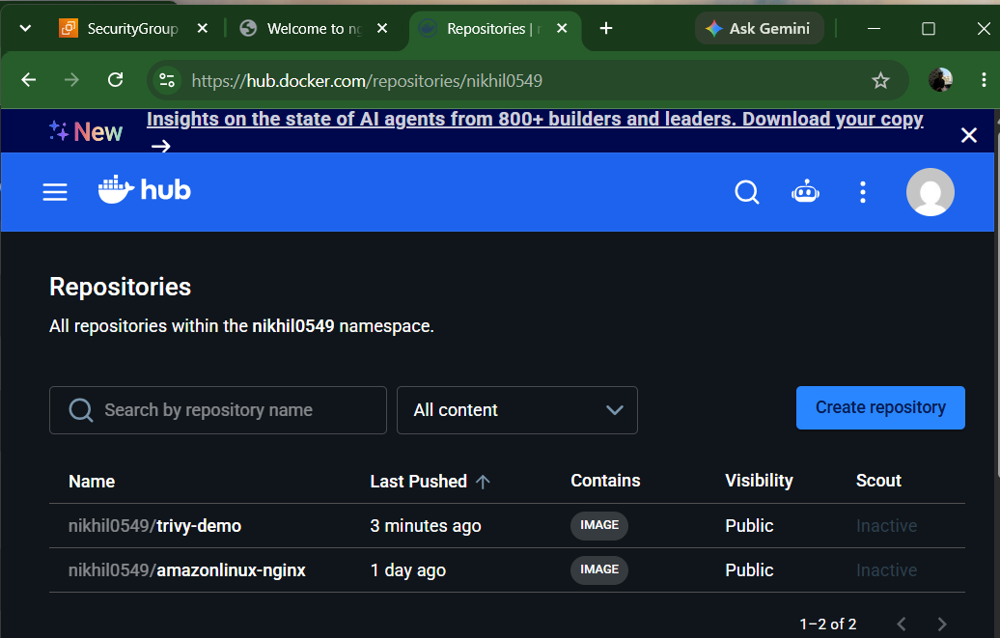 SecurityGroup
Welcome to ng
Repositories | n
Ask Gemini
https://hub.docker.com/repositories/nikhil0549
New
Insights on the state of AI agents from 800+ builders and leaders. Download your copy
→
hub
Repositories
All repositories within the nikhil0549 namespace.
Search by repository name
All content
Create repository
Name Last Pushed ↑ Contains Visibility Scout
nikhil0549/trivy-demo 3 minutes ago IMAGE Public Inactive
nikhil0549/amazonlinux-nginx 1 day ago IMAGE Public Inactive
1–2 of 2